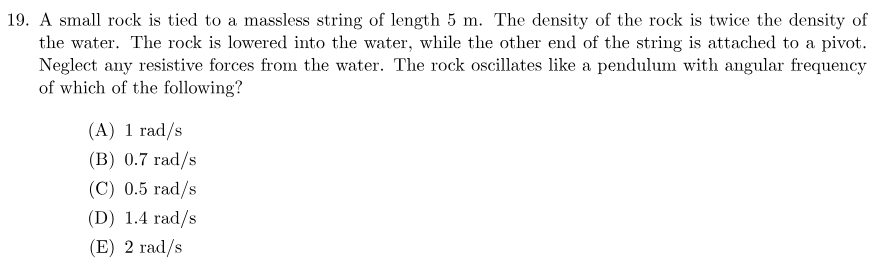 19. A small rock is tied to a massless string of length 5 m. The density of the rock is twice the density of
the water. The rock is lowered into the water, while the other end of the string is attached to a pivot.
Neglect any resistive forces from the water. The rock oscillates like a pendulum with angular frequency
of which of the following?
(A) 1 rad/s
(B) 0.7 rad/s
(C) 0.5 rad/s
(D) 1.4 rad/s
(E) 2 rad/s